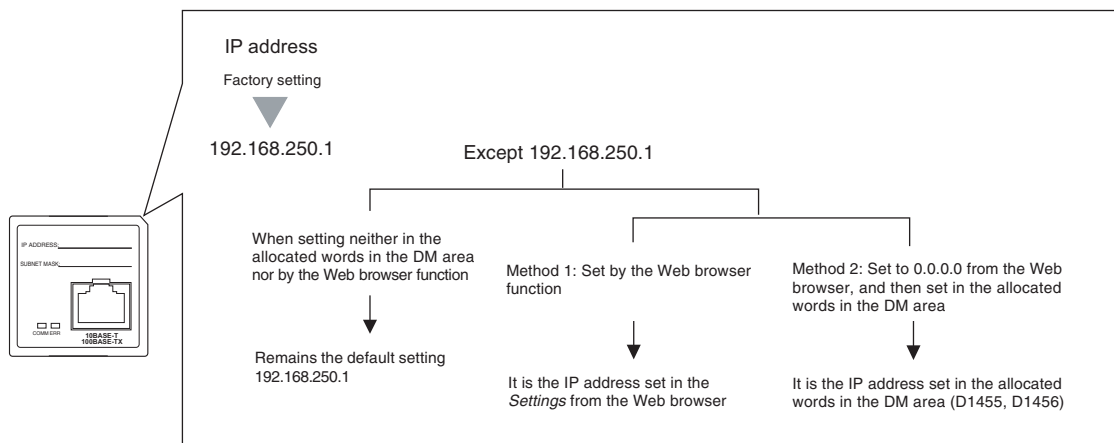 IP address
Factory setting
192.168.250.1
Except 192.168.250.1
When setting neither in the
allocated words in the DM area
nor by the Web browser function
Remains the default setting
192.168.250.1
Method 1: Set by the Web browser
function
It is the IP address set in the
Settings from the Web browser
Method 2: Set to 0.0.0.0 from the Web
browser, and then set in the allocated
words in the DM area
It is the IP address set in the allocated
words in the DM area (D1455, D1456)
IP ADDRESS:
SUBNET MASK:
COMM ERR
10BASE-T
100BASE-TX